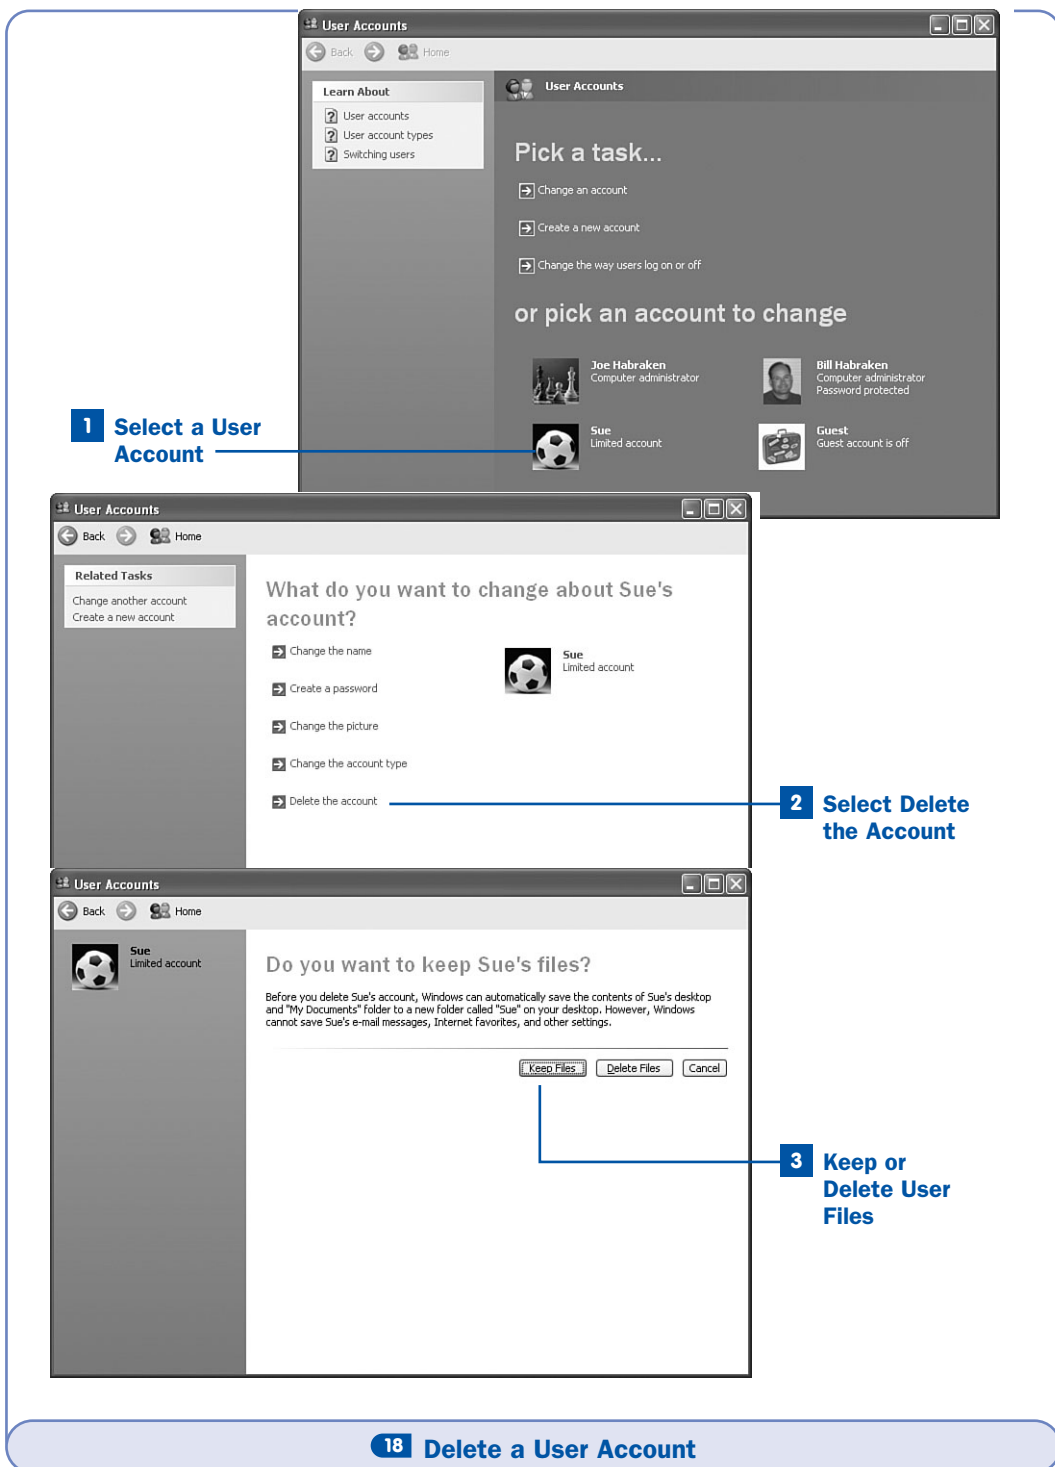 User Accounts
Back Home
Learn About
User accounts
User account types
Switching users
User Accounts
Pick a task...
Change an account
Create a new account
Change the way users log on or off
or pick an account to change
Joe Habraken
Computer administrator
Bill Habraken
Computer administrator
Password protected
Sue
Limited account
Guest
Guest account is off
1 Select a User
Account
User Accounts
Back Home
Related Tasks
Change another account
Create a new account
What do you want to change about Sue's
account?
Change the name
Create a password
Change the picture
Change the account type
Delete the account
Sue
Limited account
2 Select Delete
the Account
User Accounts
Back Home
Sue
Limited account
Do you want to keep Sue's files?
Before you delete Sue's account, Windows can automatically save the contents of Sue's desktop
and "My Documents" folder to a new folder called "Sue" on your desktop. However, Windows
cannot save Sue's e-mail messages, Internet favorites, and other settings.
Keep Files Delete Files Cancel
3 Keep or
Delete User
Files
18 Delete a User Account